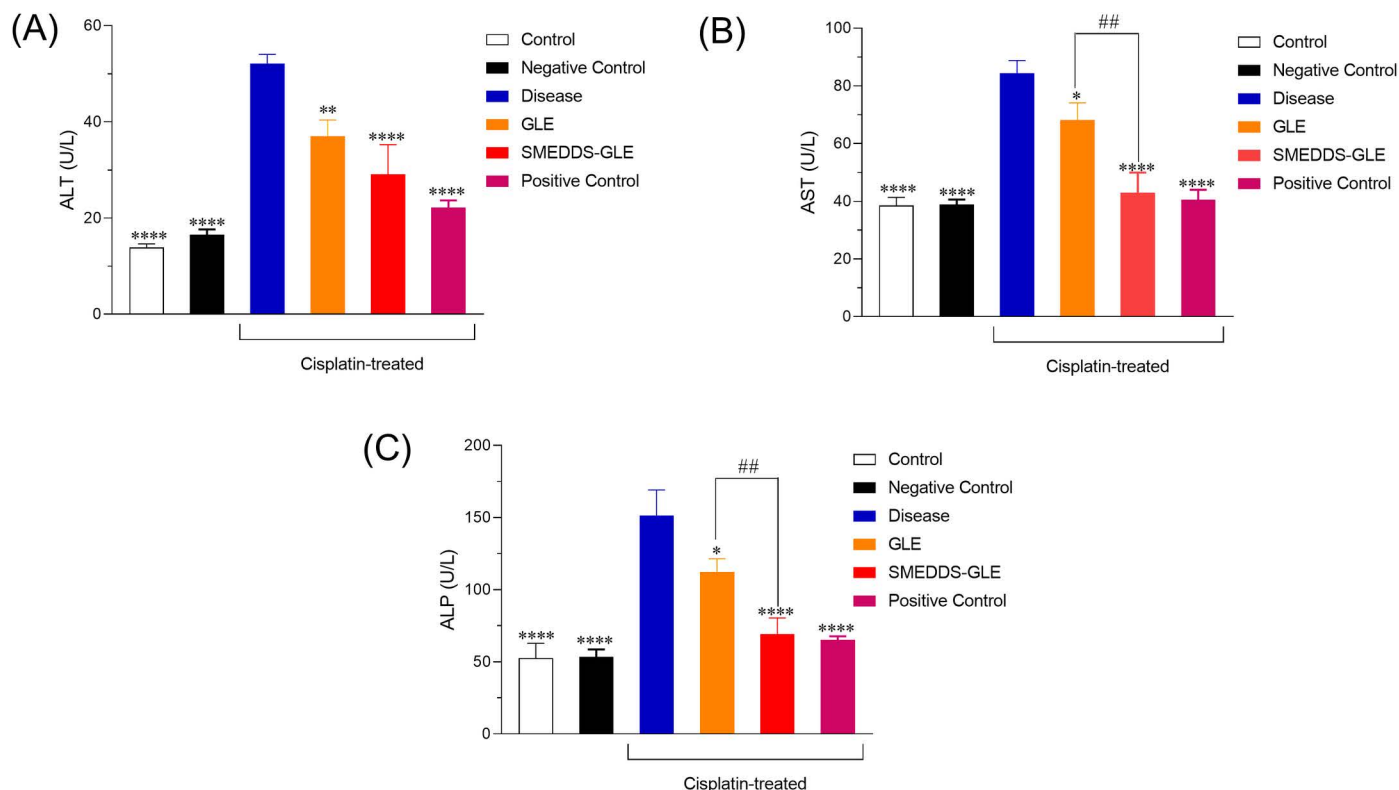 (A)
ALT (U/L)
60
40
20
0
****
****
**
****
****
Cisplatin-treated
Control
Negative Control
Disease
GLE
SMEDDS-GLE
Positive Control
(B)
AST (U/L)
100
80
60
40
20
0
****
****
*
##
****
****
Cisplatin-treated
Control
Negative Control
Disease
GLE
SMEDDS-GLE
Positive Control
(C)
ALP (U/L)
200
150
100
50
0
****
****
*
##
****
****
Cisplatin-treated
Control
Negative Control
Disease
GLE
SMEDDS-GLE
Positive Control